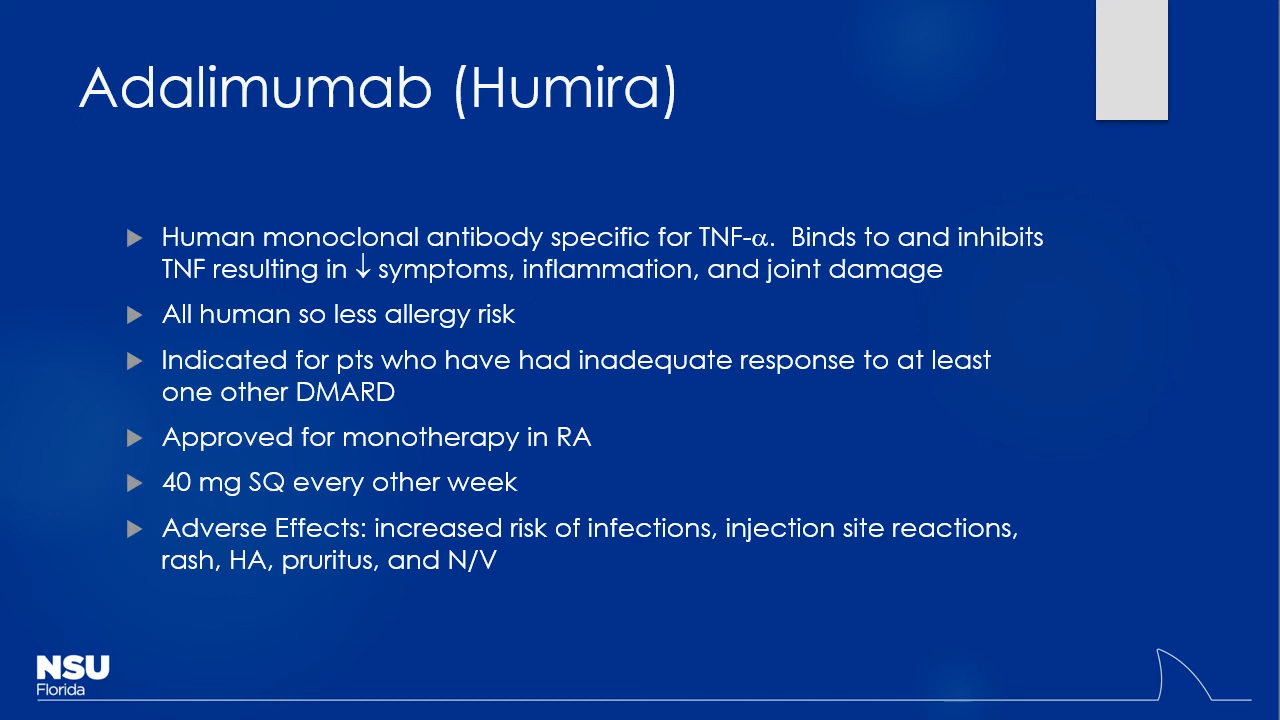 Adalimumab (Humira)
Human monoclonal antibody specific for TNF-α.  Binds to and inhibits
TNF resulting in ↓ symptoms, inflammation, and joint damage
All human so less allergy risk
Indicated for pts who have had inadequate response to at least
one other DMARD
Approved for monotherapy in RA
40 mg SQ every other week
Adverse Effects: increased risk of infections, injection site reactions,
rash, HA, pruritus, and N/V
NSU
Florida